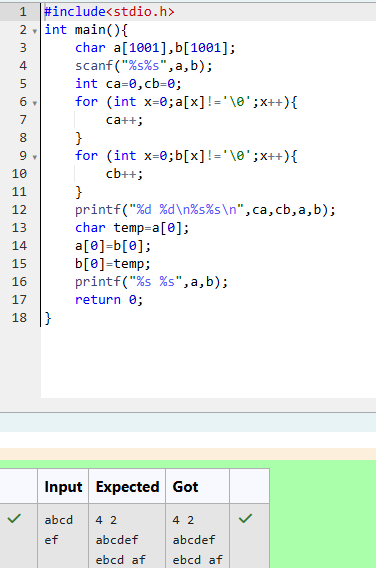 1 #include<stdio.h>
2 int main(){
3     char a[1001],b[1001];
4     scanf("%s%s",a,b);
5     int ca=0,cb=0;
6     for (int x=0;a[x]!='\0';x++){
7         ca++;
8     }
9     for (int x=0;b[x]!='\0';x++){
10         cb++;
11     }
12     printf("%d %d\n%s%s\n",ca,cb,a,b);
13     char temp=a[0];
14     a[0]=b[0];
15     b[0]=temp;
16     printf("%s %s",a,b);
17     return 0;
18 }
Input Expected Got
abcd 4 2 4 2
ef abcdef abcdef
ebcd af ebcd af